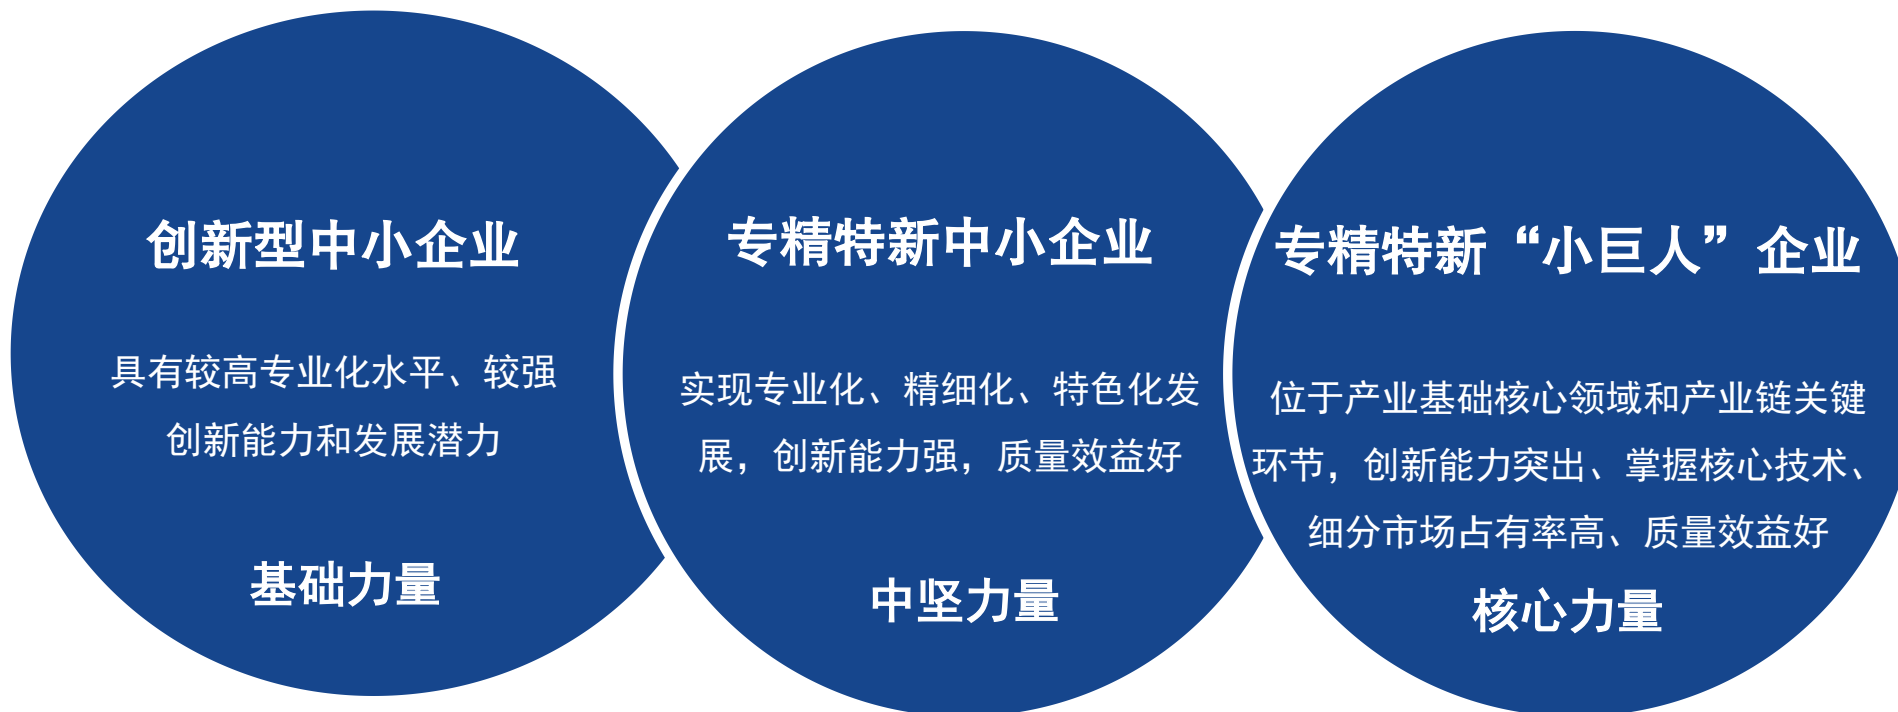 创新型中小企业
具有较高专业化水平、较强
创新能力和发展潜力
基础力量
专精特新中小企业
实现专业化、精细化、特色化发
展，创新能力强，质量效益好
中坚力量
专精特新“小巨人”企业
位于产业基础核心领域和产业链关键
环节，创新能力突出、掌握核心技术、
细分市场占有率高、质量效益好
核心力量